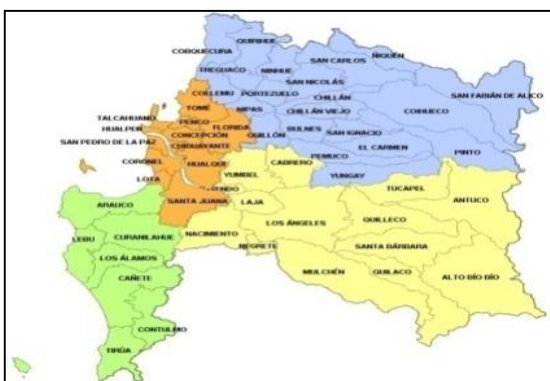 QUIRIHUE
COBQUECURA
ÑIQUÉN
SAN CARLOS
TREGUACO
NINHUE
SAN NICOLÁS
SAN FABIÁN DE ALICO
COELEMU
PORTEZUELO
CHILLÁN
TOMÉ
ÑIPAS
CHILLÁN VIEJO
COIHUECO
TALCAHUANO
PENCO
FLORIDA
BULNES
HUALPEN
CONCEPCIÓN
QUILLÓN
SAN IGNACIO
SAN PEDRO DE LA PAZ
CHIGUAYANTE
EL CARMEN
PEMUCO
PINTO
CORONEL
HUALQUI
CABRERO
YUMBEL
YUNGAY
LOTA
TUCAPEL
SANTA JUANA
LAJA
ANTUCO
ARAUCO
LOS ÁNGELES
QUILLECO
LEBU
CURANILAHUE
NACIMIENTO
NEGRETE
SANTA BÁRBARA
LOS ÁLAMOS
MULCHÉN
QUILACO
ALTO BÍO BÍO
CAÑETE
CONTULMO
TIRÚA